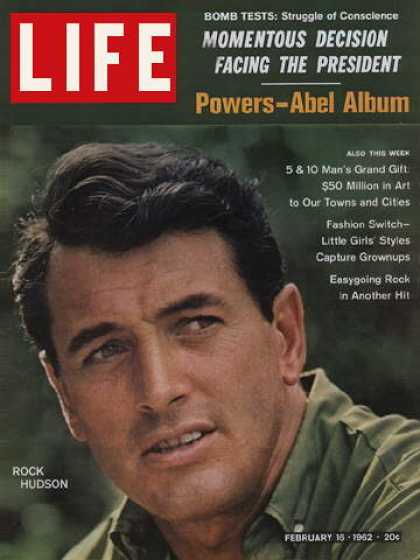 LIFE
BOMB TESTS: Struggle of Conscience
MOMENTOUS DECISION
FACING THE PRESIDENT
Powers-Abel Album
ALSO THIS WEEK
5 & 10 Man's Grand Gift:
$50 Million in Art
to Our Towns and Cities
Fashion Switch—
Little Girls' Styles
Capture Grownups
Easygoing Rock
in Another Hit
ROCK
HUDSON
FEBRUARY 16 · 1962 · 20¢